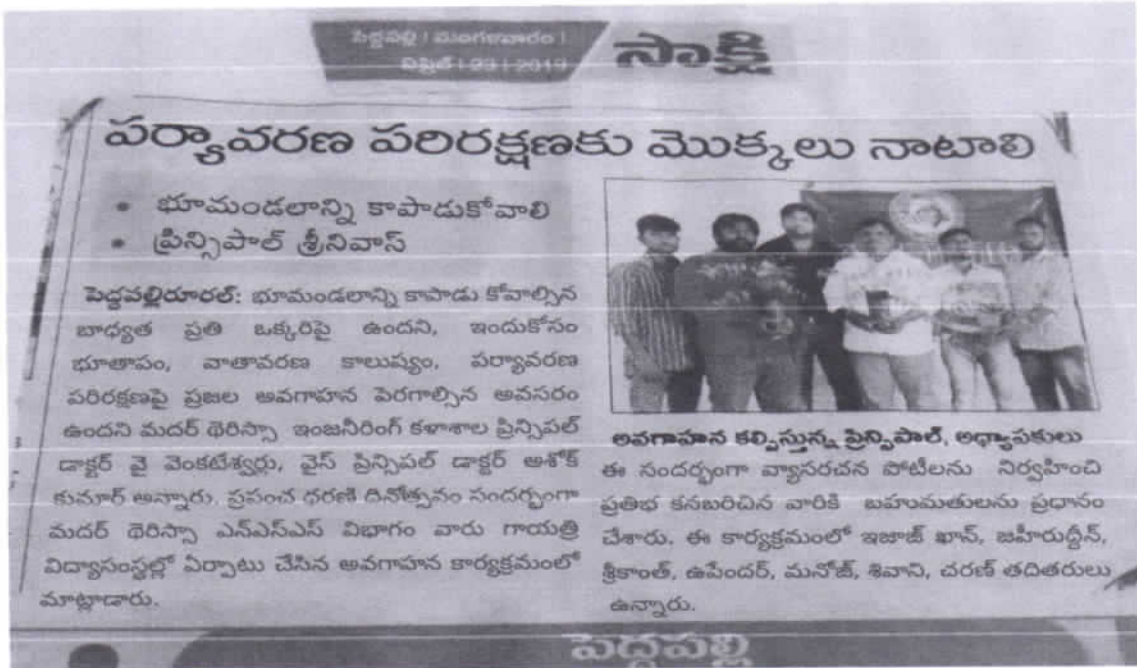 పెద్దపల్లి l మంగళవారం l
ఏప్రిల్ l 23 l 2019
సాక్షి
పర్యావరణ పరిరక్షణకు మొక్కలు నాటాలి
• భూమండలాన్ని కాపాడుకోవాలి
• ప్రిన్సిపాల్ శ్రీనివాస్
పెద్దపల్లిరూరల్: భూమండలాన్ని కాపాడు కోవాల్సిన
బాధ్యత ప్రతి ఒక్కరిపై ఉందని, ఇందుకోసం
భూతాపం, వాతావరణ కాలుష్యం, పర్యావరణ
పరిరక్షణపై ప్రజల అవగాహన పెరగాల్సిన అవసరం
ఉందని మదర్ థెరిస్సా ఇంజనీరింగ్ కళాశాల ప్రిన్సిపల్
డాక్టర్ వై వెంకటేశ్వర్లు, వైస్ ప్రిన్సిపల్ డాక్టర్ అశోక్
కుమార్ అన్నారు. ప్రపంచ ధరణి దినోత్సవం సందర్భంగా
మదర్ థెరిస్సా ఎన్ఎస్ఎస్ విభాగం వారు గాయత్రి
విద్యాసంస్థల్లో ఏర్పాటు చేసిన అవగాహన కార్యక్రమంలో
మాట్లాడారు.
అవగాహన కల్పిస్తున్న ప్రిన్సిపాల్, అధ్యాపకులు
ఈ సందర్భంగా వ్యాసరచన పోటీలను నిర్వహించి
ప్రతిభ కనబరిచిన వారికి బహుమతులను ప్రధానం
చేశారు. ఈ కార్యక్రమంలో ఇజాజ్ ఖాన్, జహీరుద్దీన్,
శ్రీకాంత్, ఉపేందర్, మనోజ్, శివాని, చరణ్ తదితరులు
ఉన్నారు.
పెద్దపల్లి